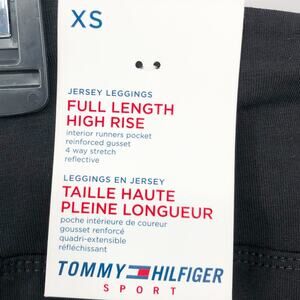 XS
JERSEY LEGGINGS
FULL LENGTH
HIGH RISE
interior runners pocket
reinforced gusset
4 way stretch
reflective
LEGGINGS EN JERSEY
TAILLE HAUTE
PLEINE LONGUEUR
poche intérieure de coureur
gousset renforcé
quadri-extensible
réfléchissant
TOMMY HILFIGER
SPORT